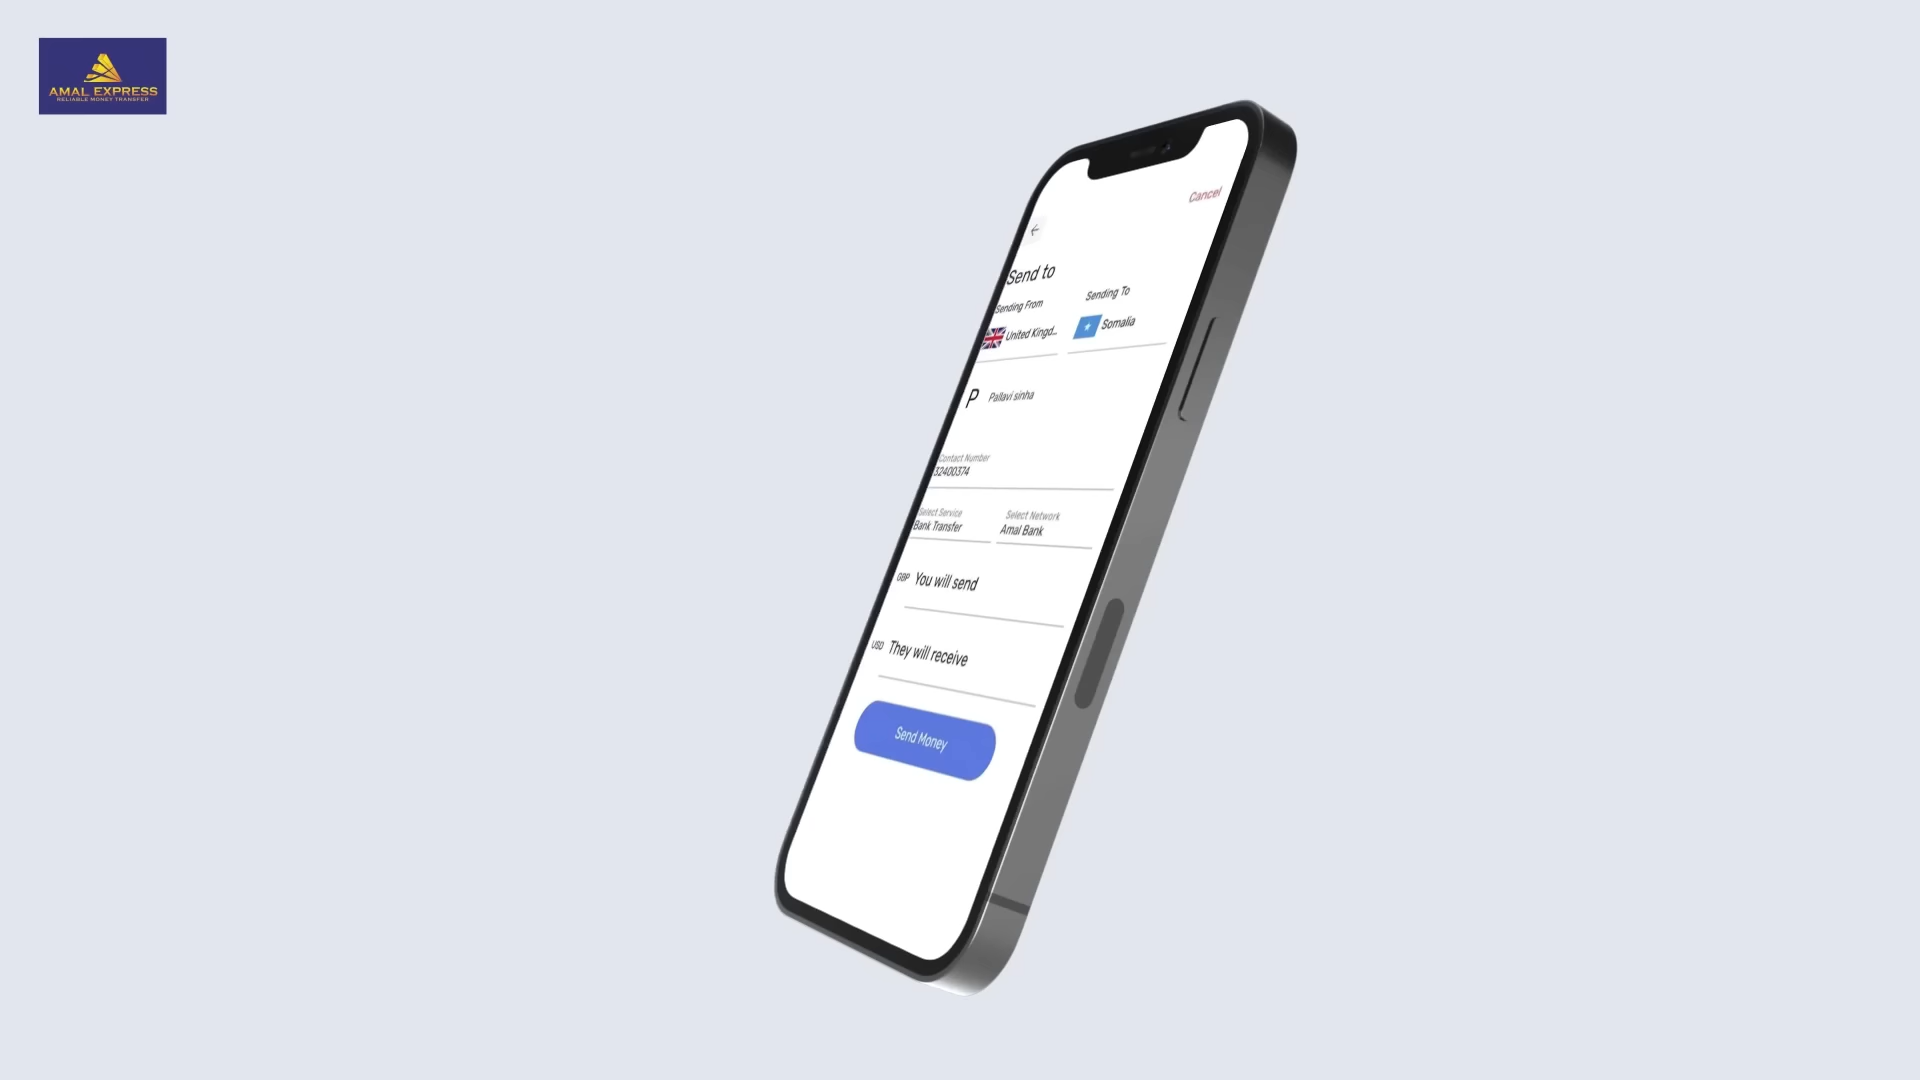 AMAL EXPRESS
RELIABLE MONEY TRANSFER
Cancel
Send to
Sending From
Sending To
United Kingd...
Somalia
P
Pallavi sinha
Contact Number
32400374
Select Service
Select Network
Bank Transfer
Amal Bank
GBP You will send
USD They will receive
Send Money